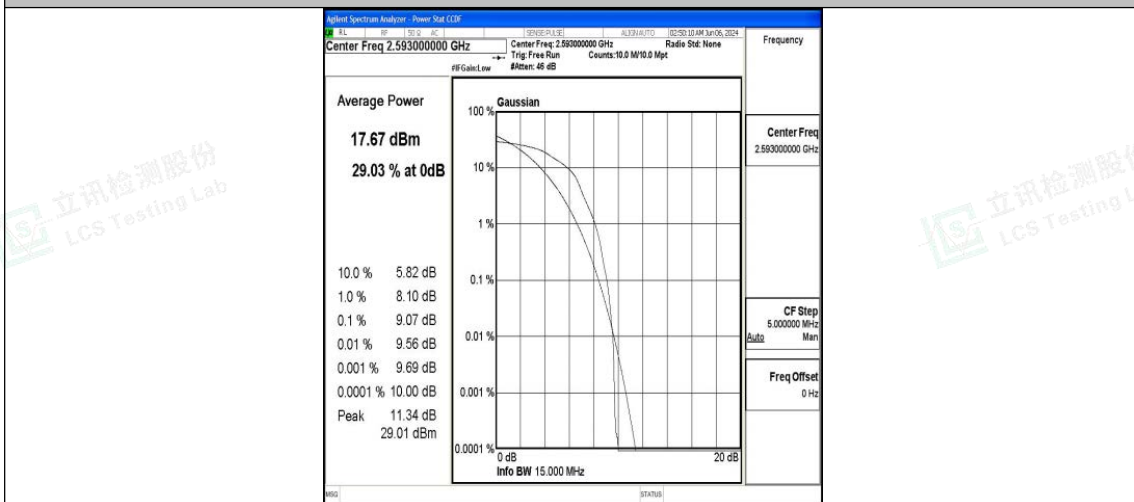 Agilent Spectrum Analyzer - Power Stat CCDF
RL RF 50 Ω AC SENSE:PULSE ALIGN AUTO 02:50:10 AM Jun 06, 2024
Center Freq 2.593000000 GHz
Center Freq: 2.593000000 GHz Radio Std: None
Trig: Free Run Counts:10.0 M/10.0 Mpt
#IFGain:Low #Atten: 46 dB
Frequency
Average Power
17.67 dBm
29.03 % at 0dB
10.0 % 5.82 dB
1.0 % 8.10 dB
0.1 % 9.07 dB
0.01 % 9.56 dB
0.001 % 9.69 dB
0.0001 % 10.00 dB
Peak 11.34 dB
29.01 dBm
Gaussian
100 %
10 %
1 %
0.1 %
0.01 %
0.001 %
0.0001 %
0 dB 20 dB
Info BW 15.000 MHz
Center Freq
2.593000000 GHz
CF Step
5.000000 MHz
Auto Man
Freq Offset
0 Hz
MSG STATUS
立讯检测股份
LCS Testing Lab
立讯检测股份
LCS Testing L